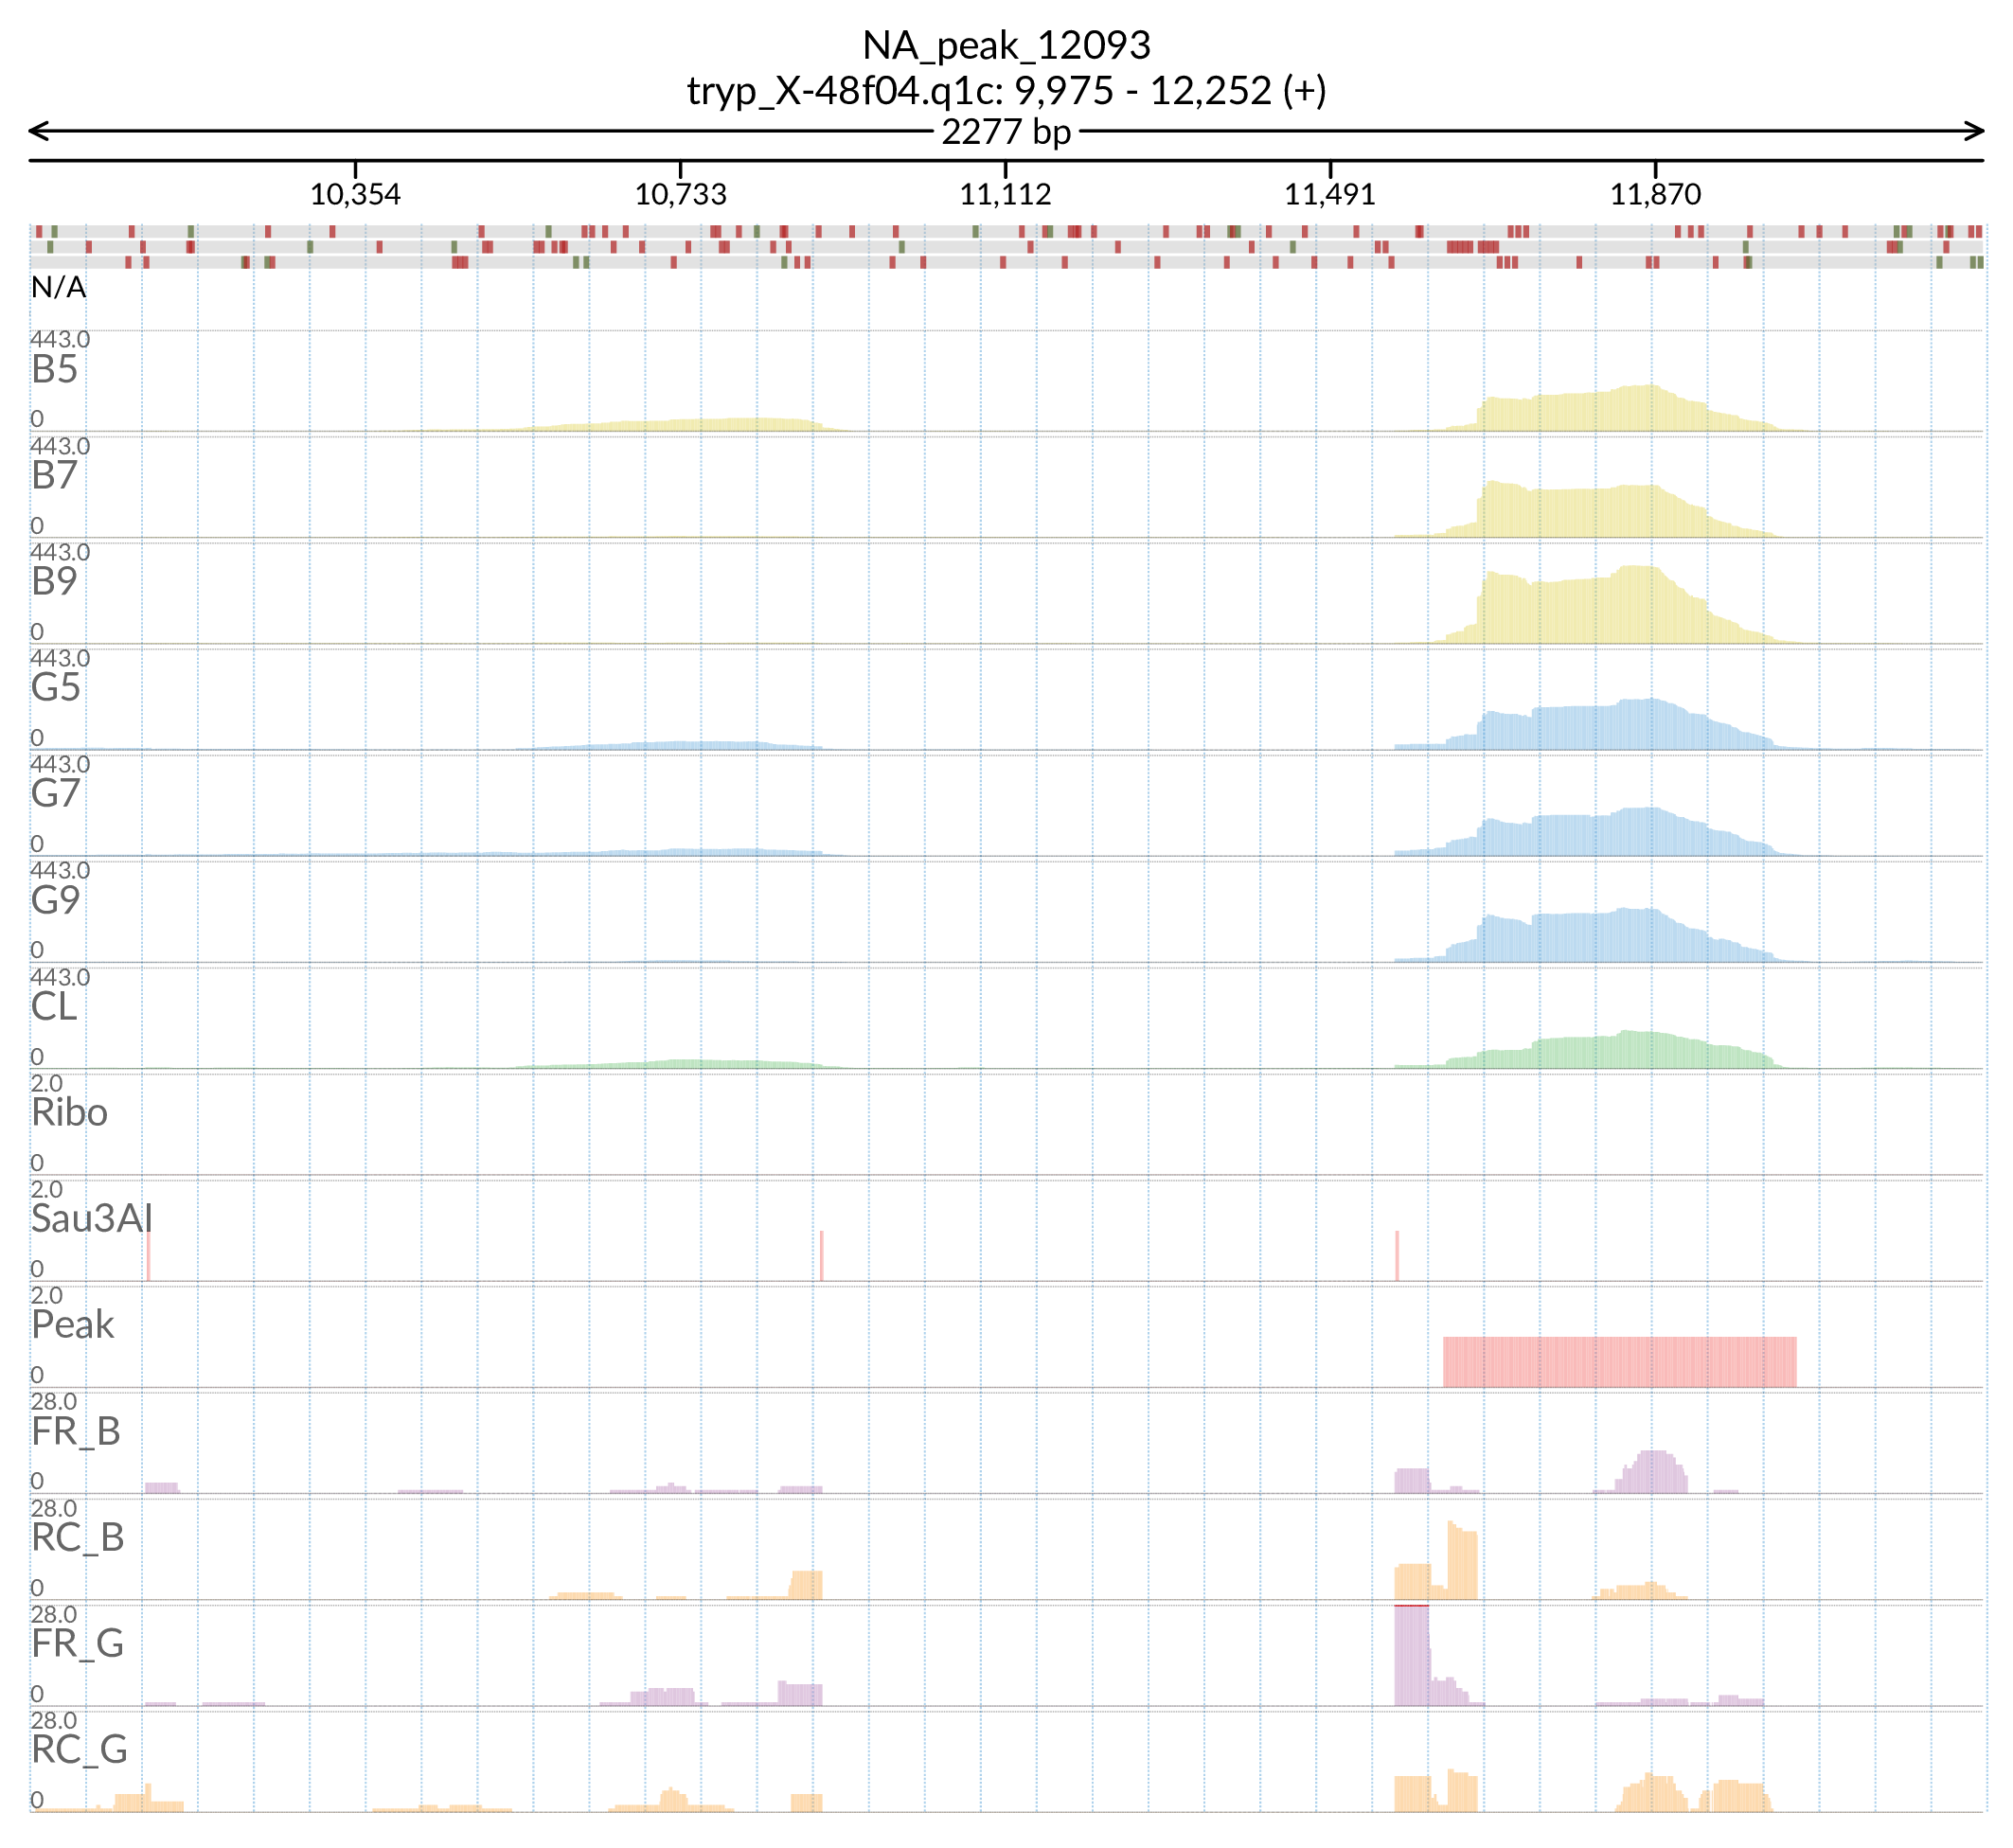 NA_peak_12093
tryp_X-48f04.q1c: 9,975 - 12,252 (+)
2277 bp
10,354 10,733 11,112 11,491 11,870
N/A
443.0
B5
0
443.0
B7
0
443.0
B9
0
443.0
G5
0
443.0
G7
0
443.0
G9
0
443.0
CL
0
2.0
Ribo
0
2.0
Sau3AI
0
2.0
Peak
0
28.0
FR_B
0
28.0
RC_B
0
28.0
FR_G
0
28.0
RC_G
0